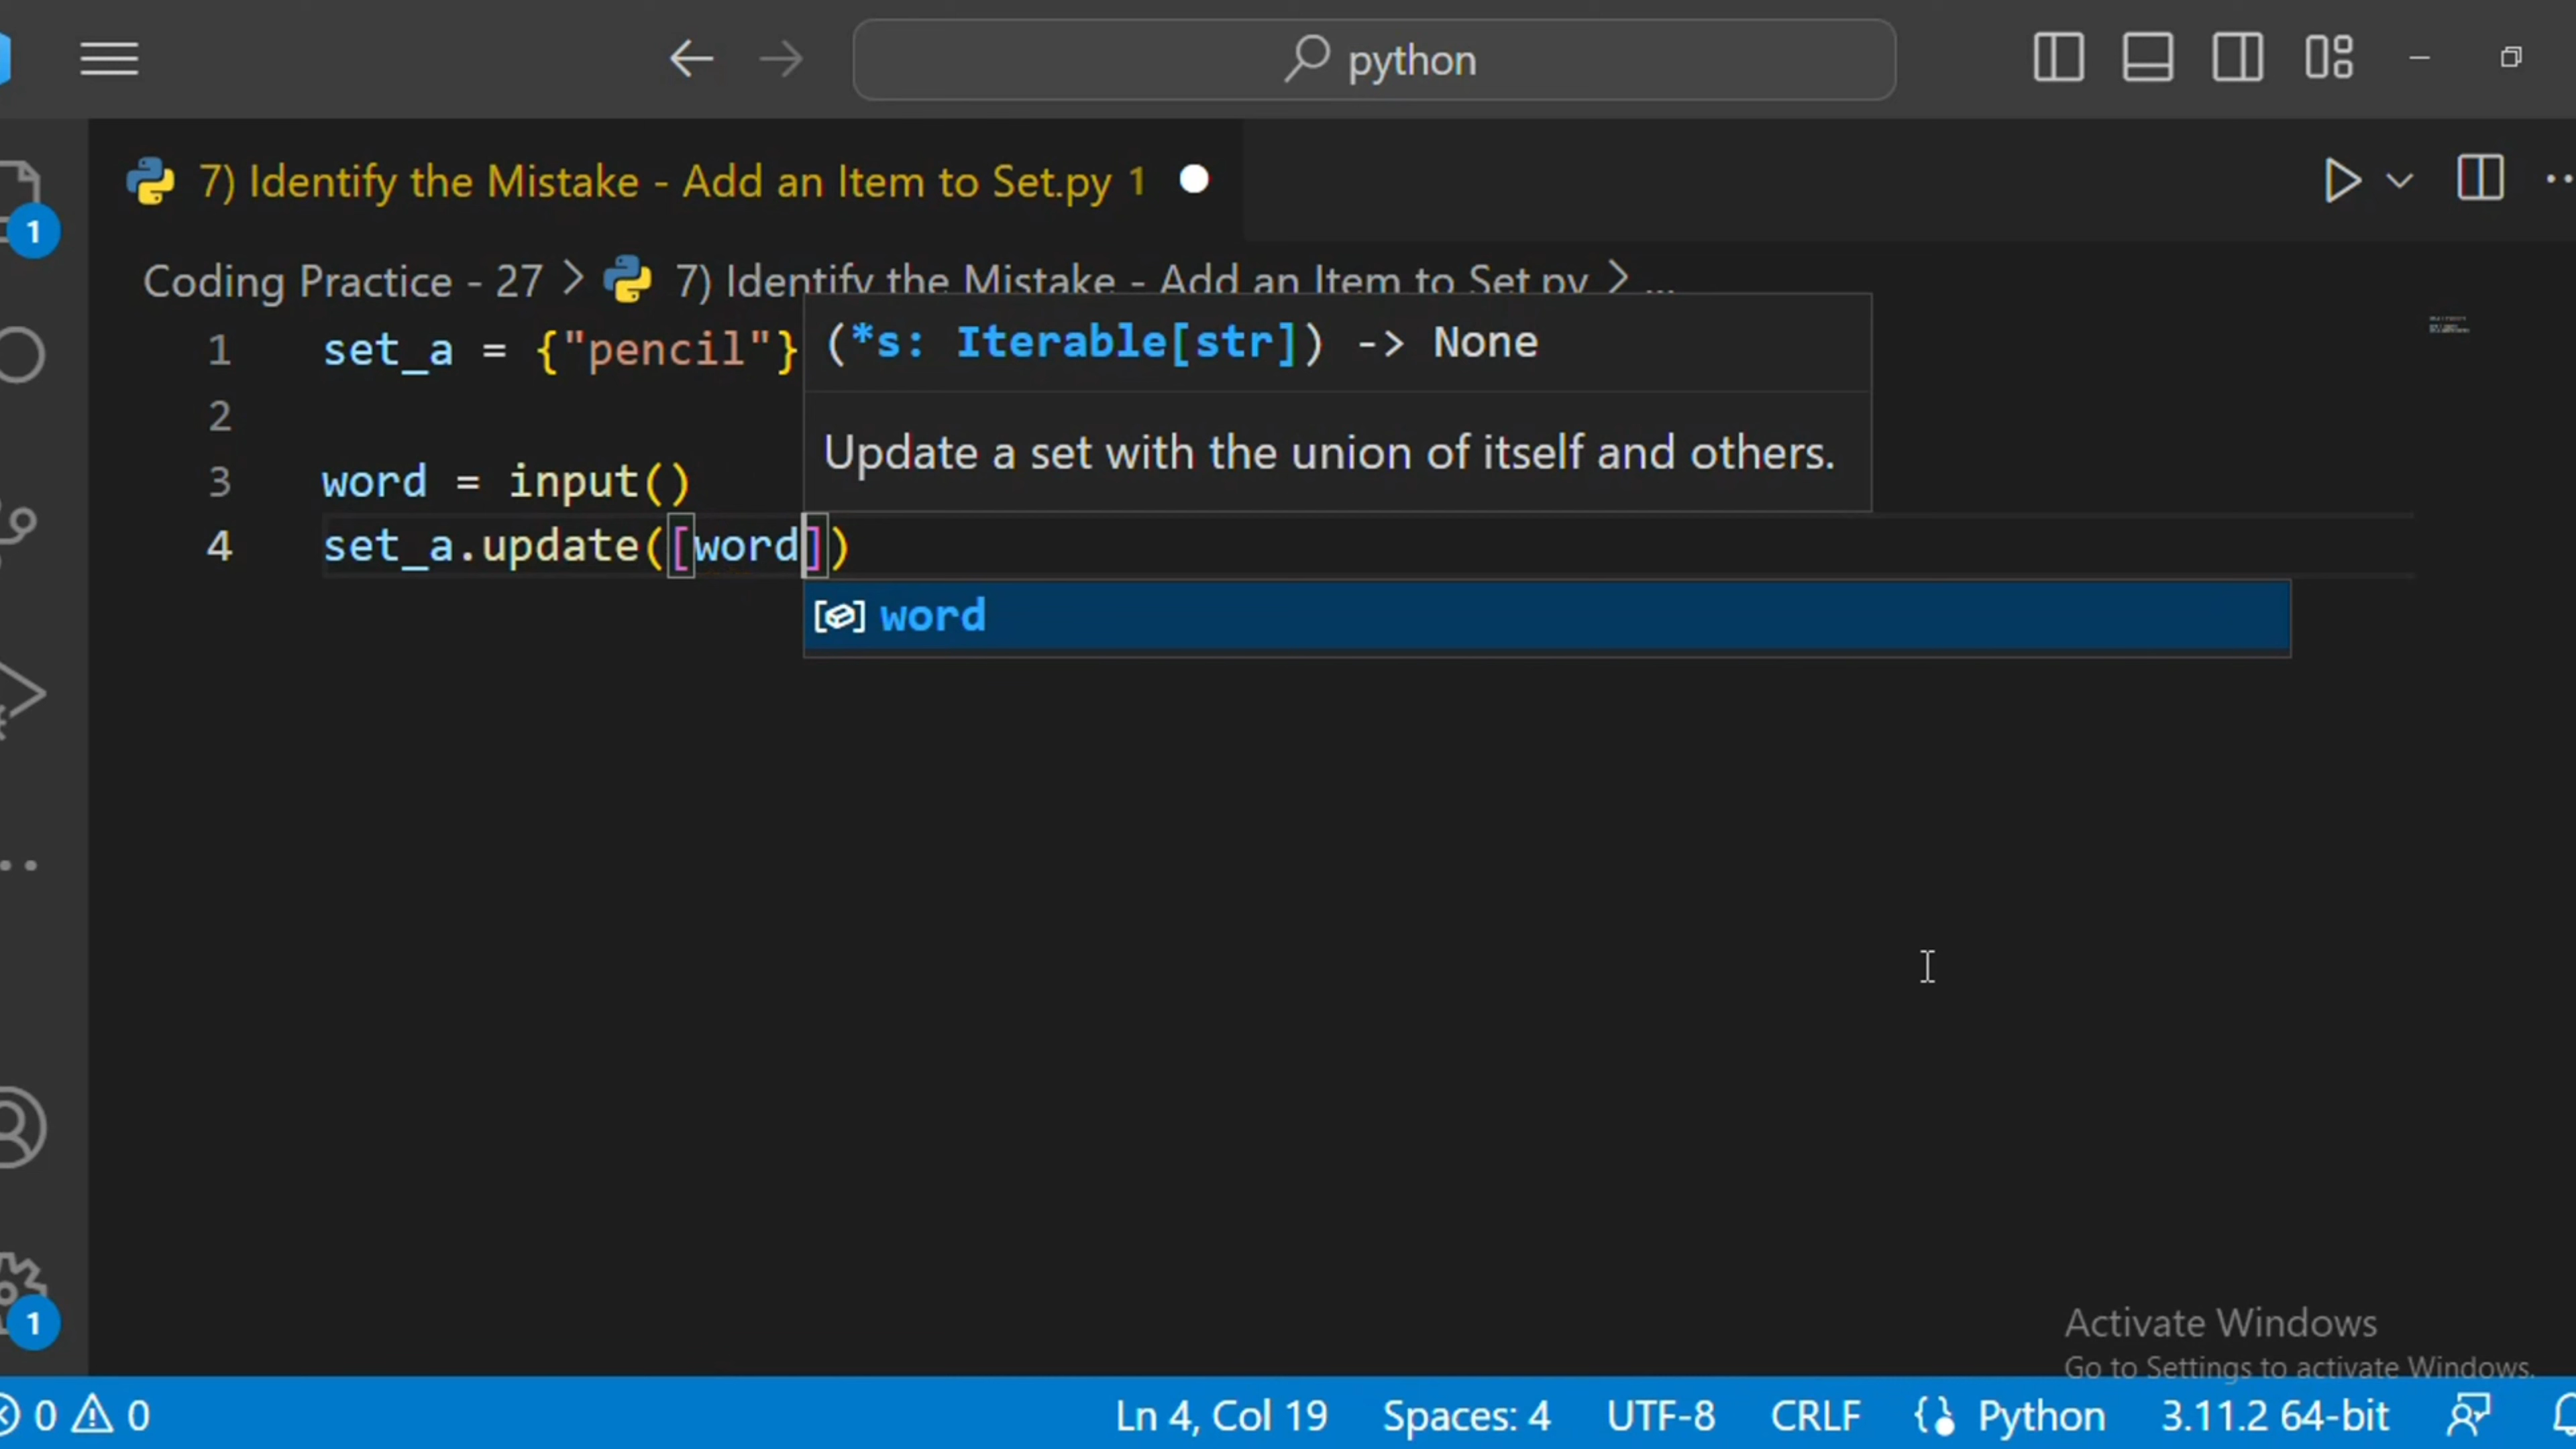 python
7) Identify the Mistake - Add an Item to Set.py 1
1
Coding Practice - 27 > 7) Identify the Mistake - Add an Item to Set.py > ...
(*s: Iterable[str]) -> None
1 set_a = {"pencil"}
2
Update a set with the union of itself and others.
3 word = input()
4 set_a.update([word])
word
1
Activate Windows
Go to Settings to activate Windows.
0 0 Ln 4, Col 19 Spaces: 4 UTF-8 CRLF Python 3.11.2 64-bit